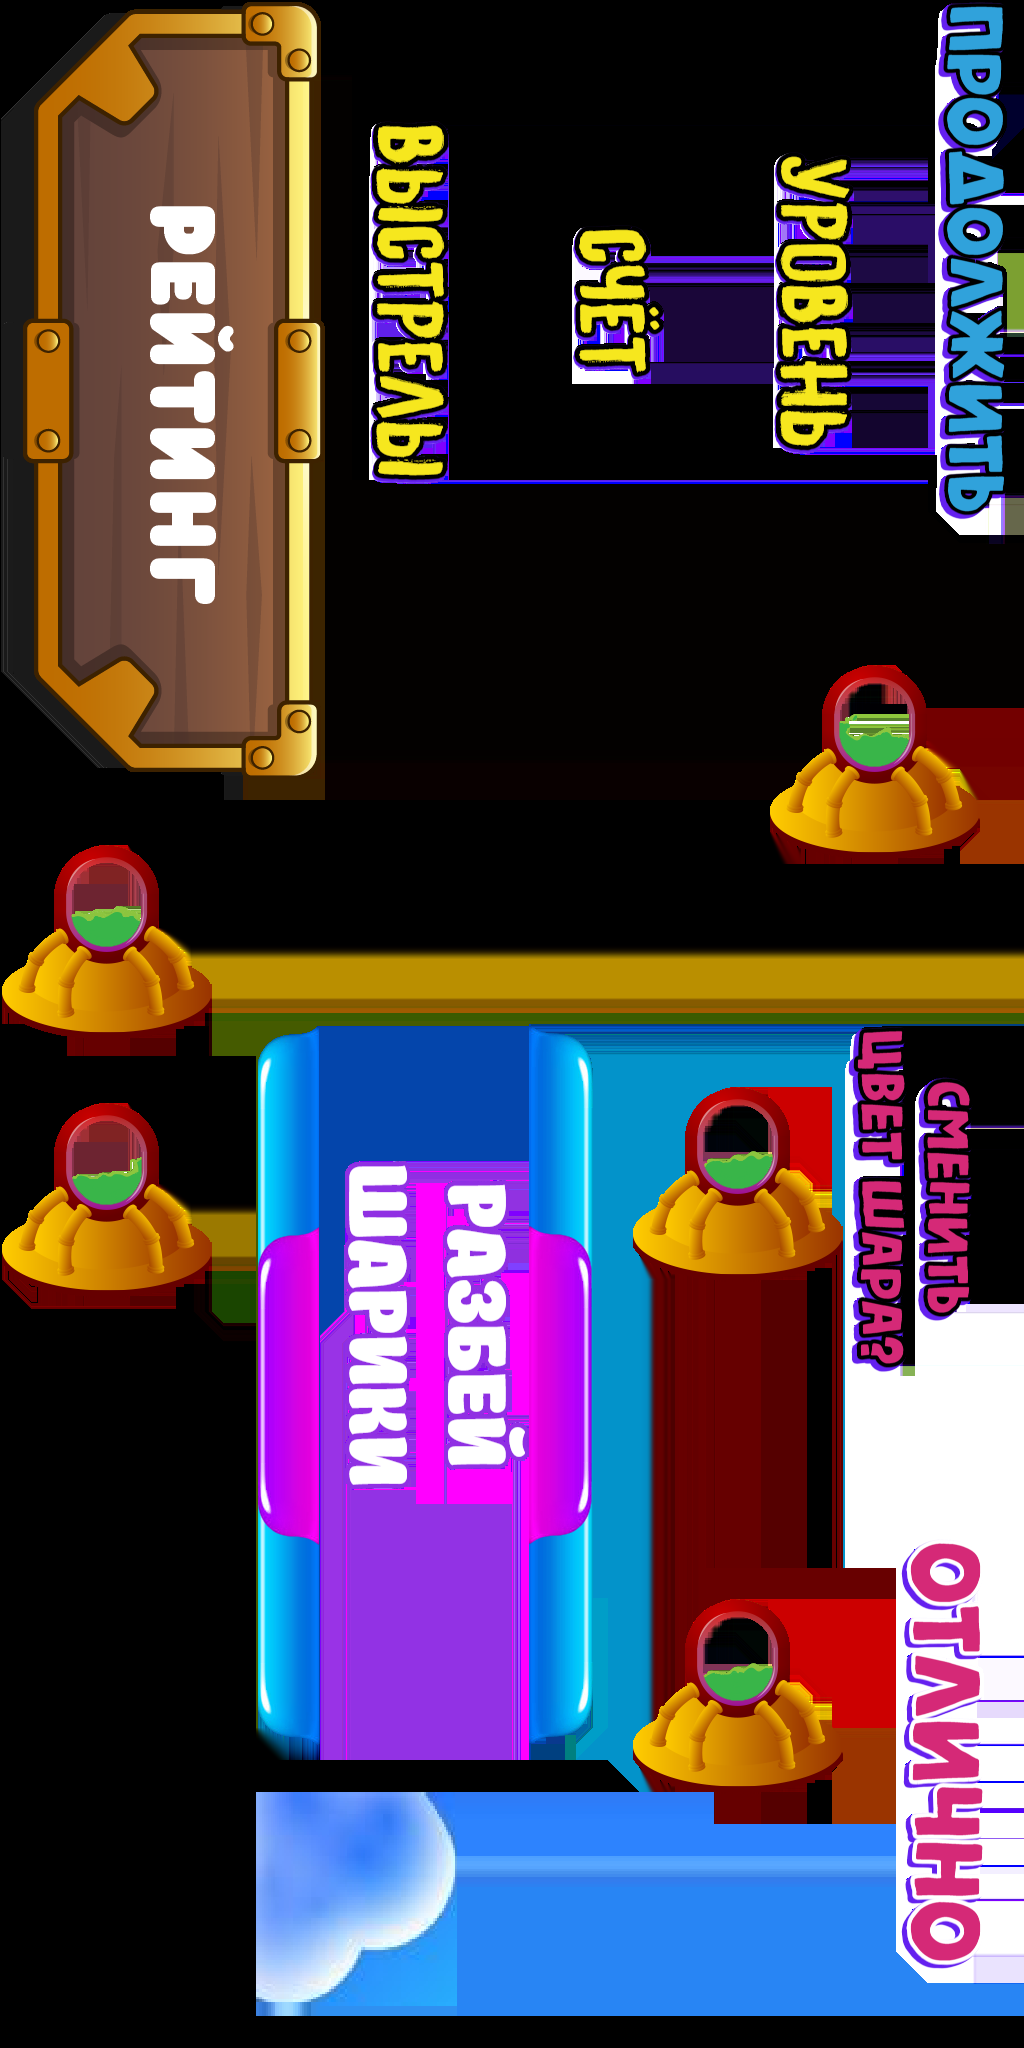 РЕЙТИНГ
ВЫСТРЕЛЫ
СЧЁТ
УРОВЕНЬ
ПРОДОЛЖИТЬ
РАЗБЕЙ
ШАРИКИ
СМЕНИТЬ
ЦВЕТ ШАРА?
ОТЛИЧНО